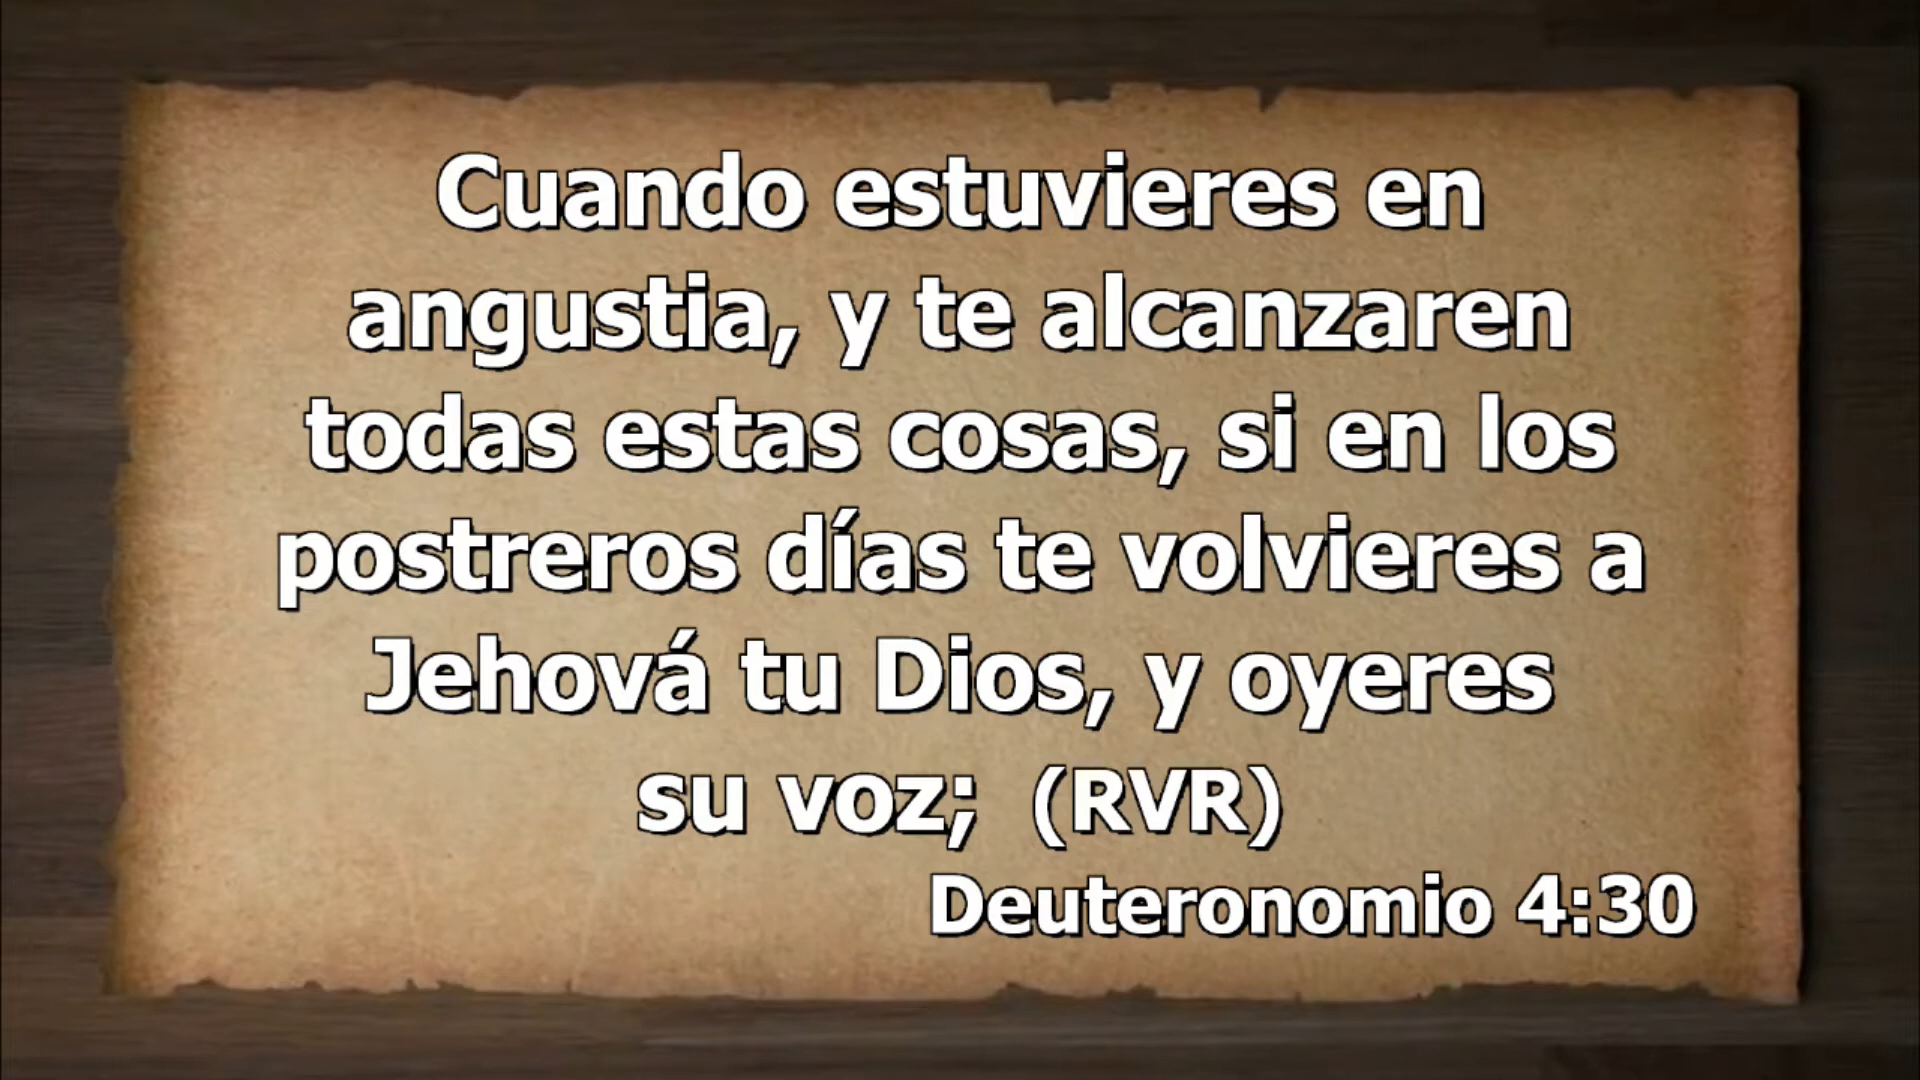 Cuando estuvieres en
angustia, y te alcanzaren
todas estas cosas, si en los
postreros días te volvieres a
Jehová tu Dios, y oyeres
su voz; (RVR)
Deuteronomio 4:30